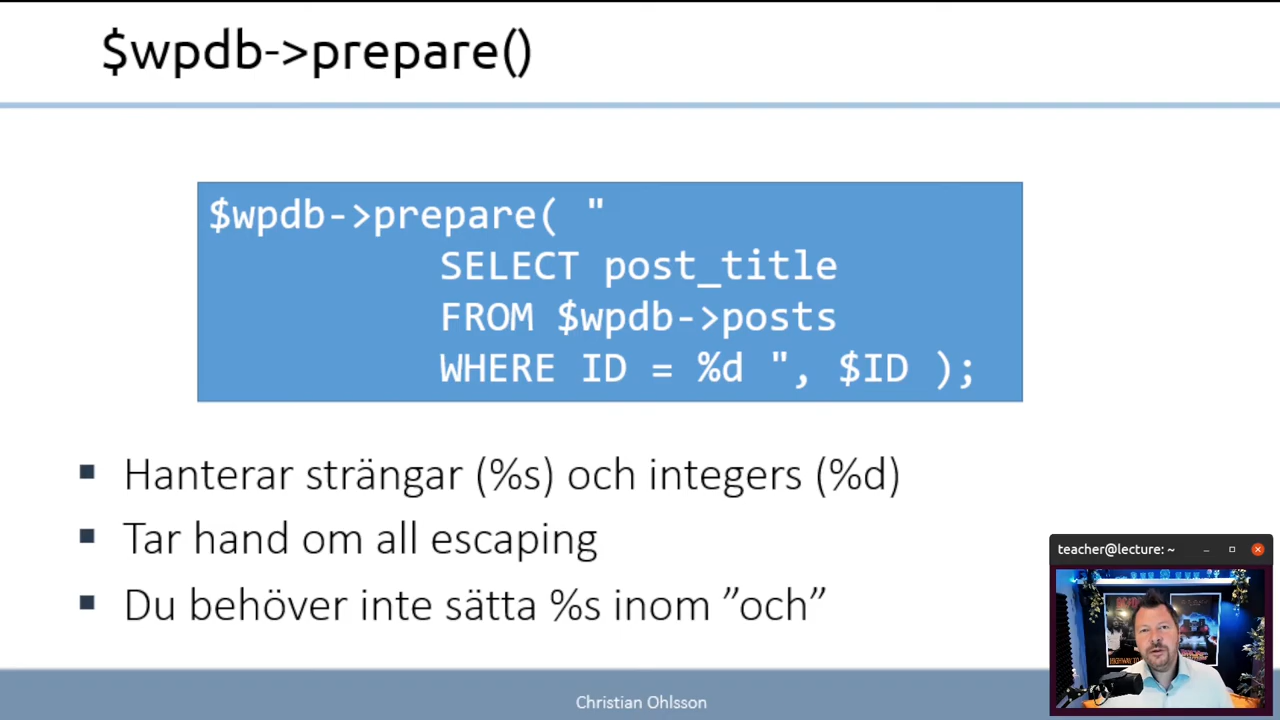 $wpdb->prepare()
$wpdb->prepare( "
SELECT post_title
FROM $wpdb->posts
WHERE ID = %d ", $ID );
Hanterar strängar (%s) och integers (%d)
Tar hand om all escaping
Du behöver inte sätta %s inom ”och”
teacher@lecture: ~
Christian Ohlsson